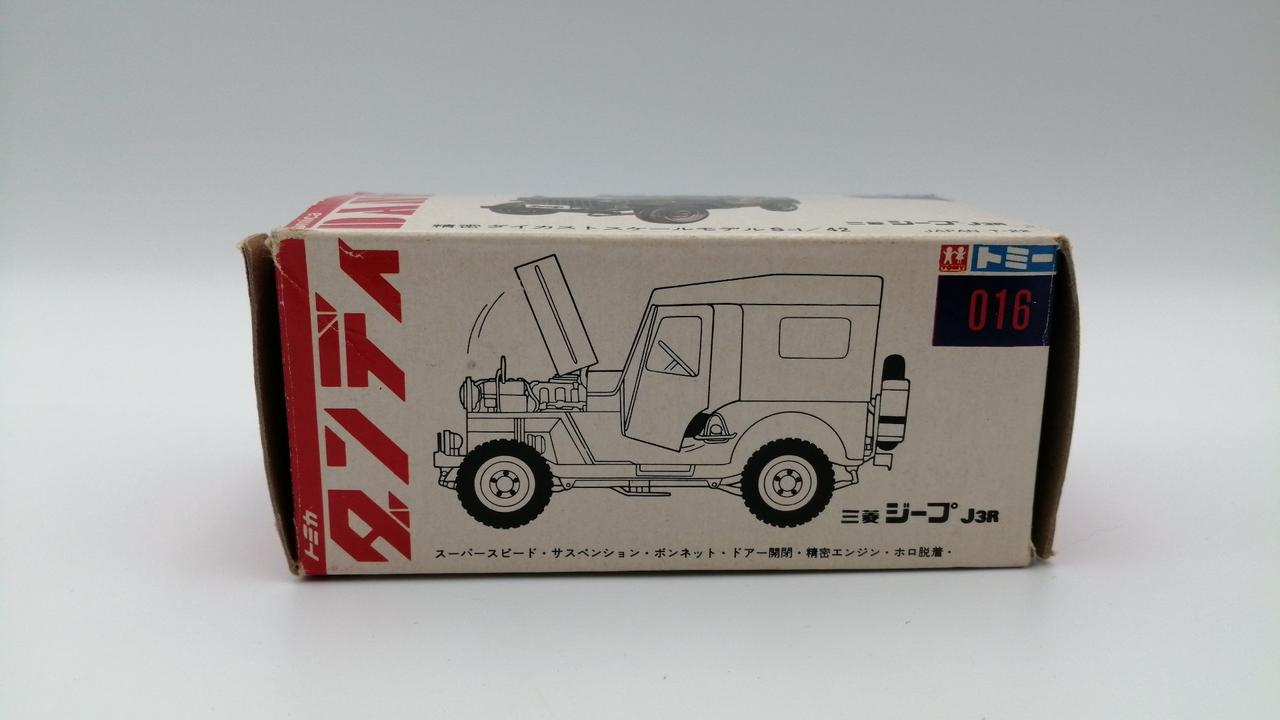 精密ダイカストスケールモデルS=1/42
三菱 ジープ J3R
トミカ ダンディ
TOMY トミー
016
三菱 ジープ J3R
スーパースピード・サスペンション・ボンネット・ドアー開閉・精密エンジン・ホロ脱着・